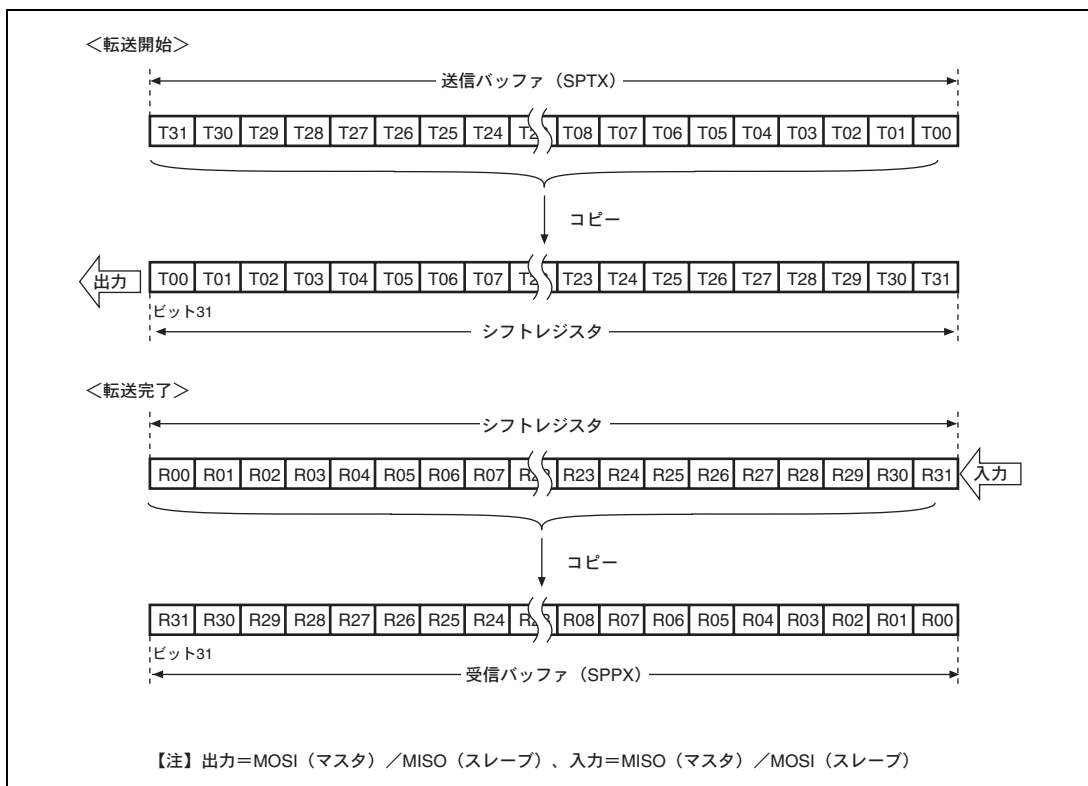 ＜転送開始＞
送信バッファ（SPTX）
T31 T30 T29 T28 T27 T26 T25 T24 T08 T07 T06 T05 T04 T03 T02 T01 T00
コピー
出力 T00 T01 T02 T03 T04 T05 T06 T07 T23 T24 T25 T26 T27 T28 T29 T30 T31
ビット31
シフトレジスタ
＜転送完了＞
シフトレジスタ
R00 R01 R02 R03 R04 R05 R06 R07 R23 R24 R25 R26 R27 R28 R29 R30 R31 入力
コピー
R31 R30 R29 R28 R27 R26 R25 R24 R08 R07 R06 R05 R04 R03 R02 R01 R00
ビット31
受信バッファ（SPPX）
【注】出力＝MOSI（マスタ）／MISO（スレーブ）、入力＝MISO（マスタ）／MOSI（スレーブ）